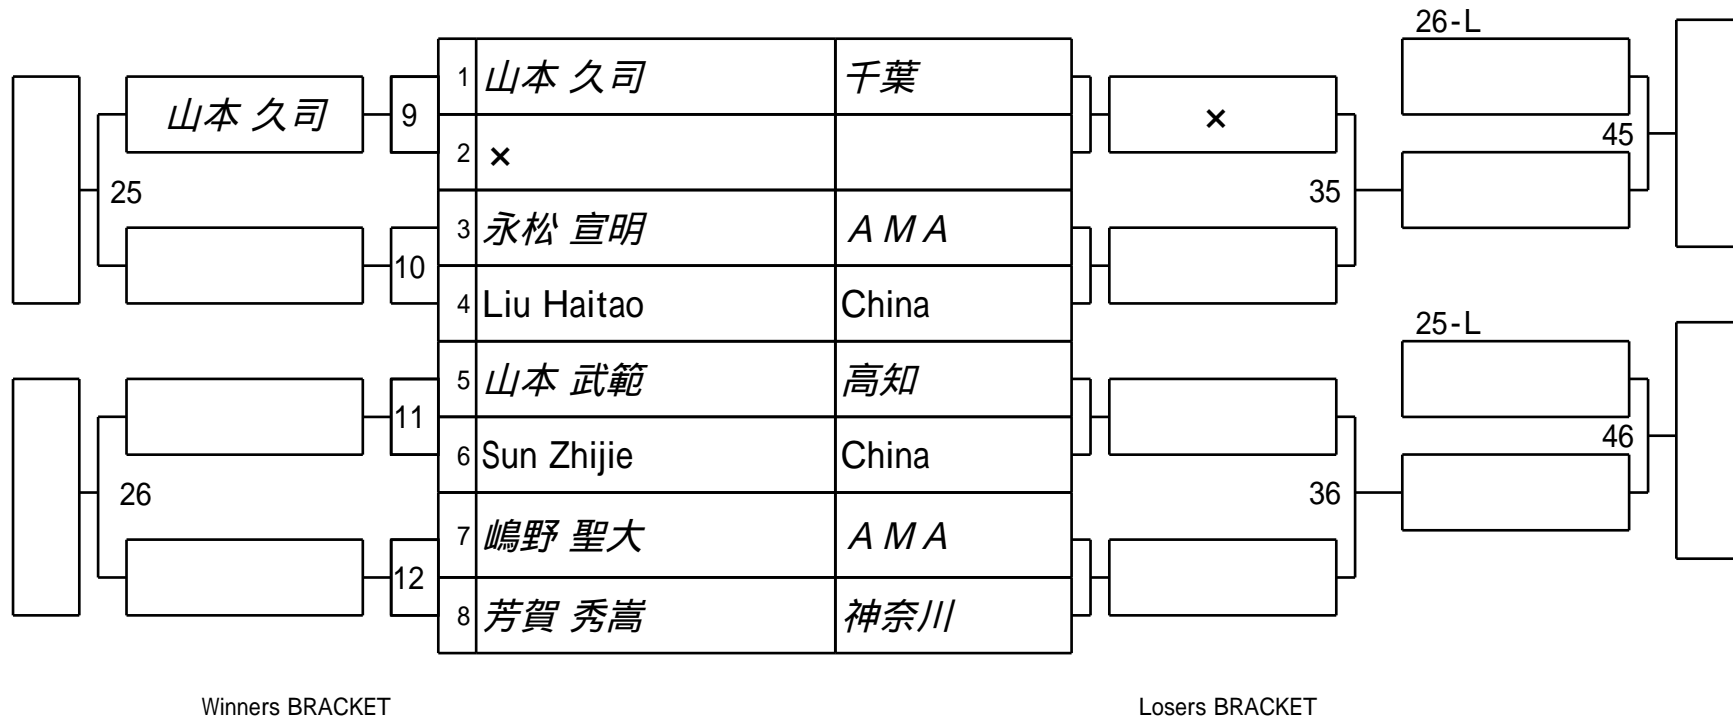 26-L
1 山本 久司 千葉
山本 久司 9 ×
2 × 45
25 35
3 永松 宣明 ＡＭＡ
10
4 Liu Haitao China
25-L
5 山本 武範 高知
11 46
6 Sun Zhijie China
26 36
7 嶋野 聖大 ＡＭＡ
12
8 芳賀 秀嵩 神奈川
Winners BRACKET Losers BRACKET